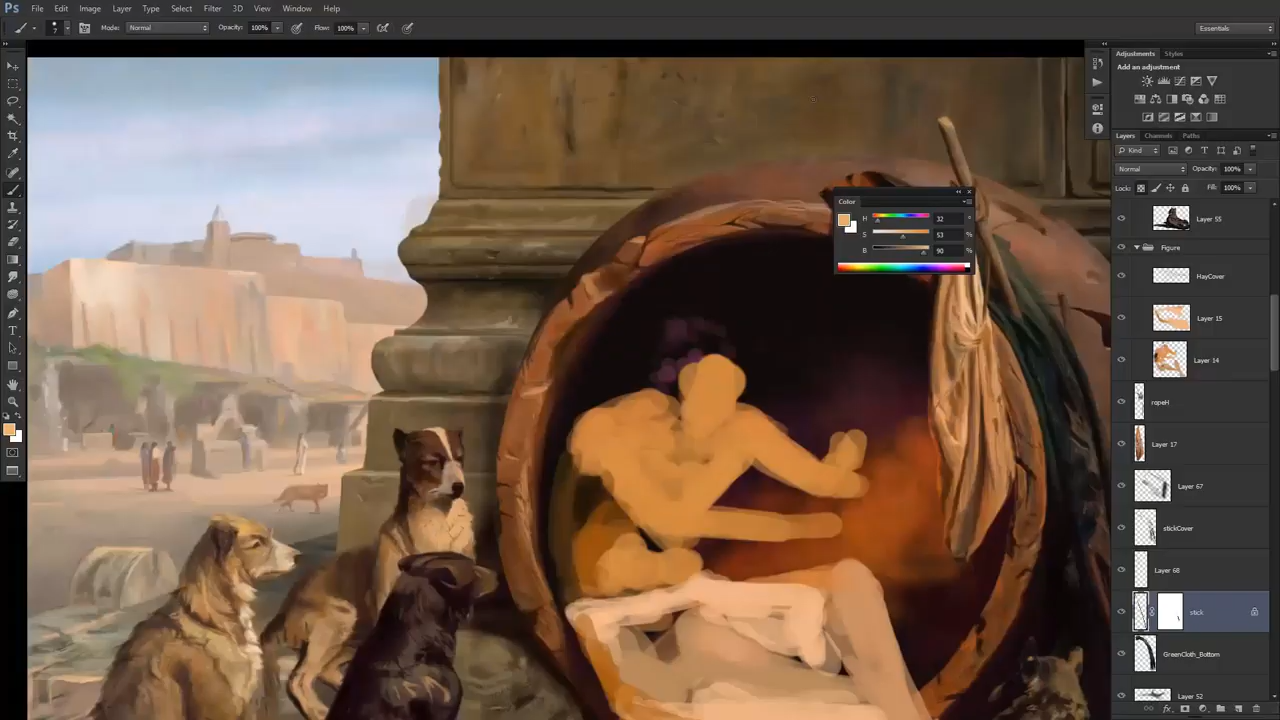 Ps File Edit Image Layer Type Select Filter 3D View Window Help
7 Mode: Normal Opacity: 100% Flow: 100% Essentials
Adjustments Styles
Add an adjustment
Layers Channels Paths
Kind
Normal Opacity: 100%
Lock: Fill: 100%
Color
H 32 °
S 53 %
B 90 %
Layer 55
Figure
HayCover
Layer 15
Layer 14
ropeH
Layer 17
Layer 67
stickCover
Layer 68
stick
GreenCloth_Bottom
Layer 52